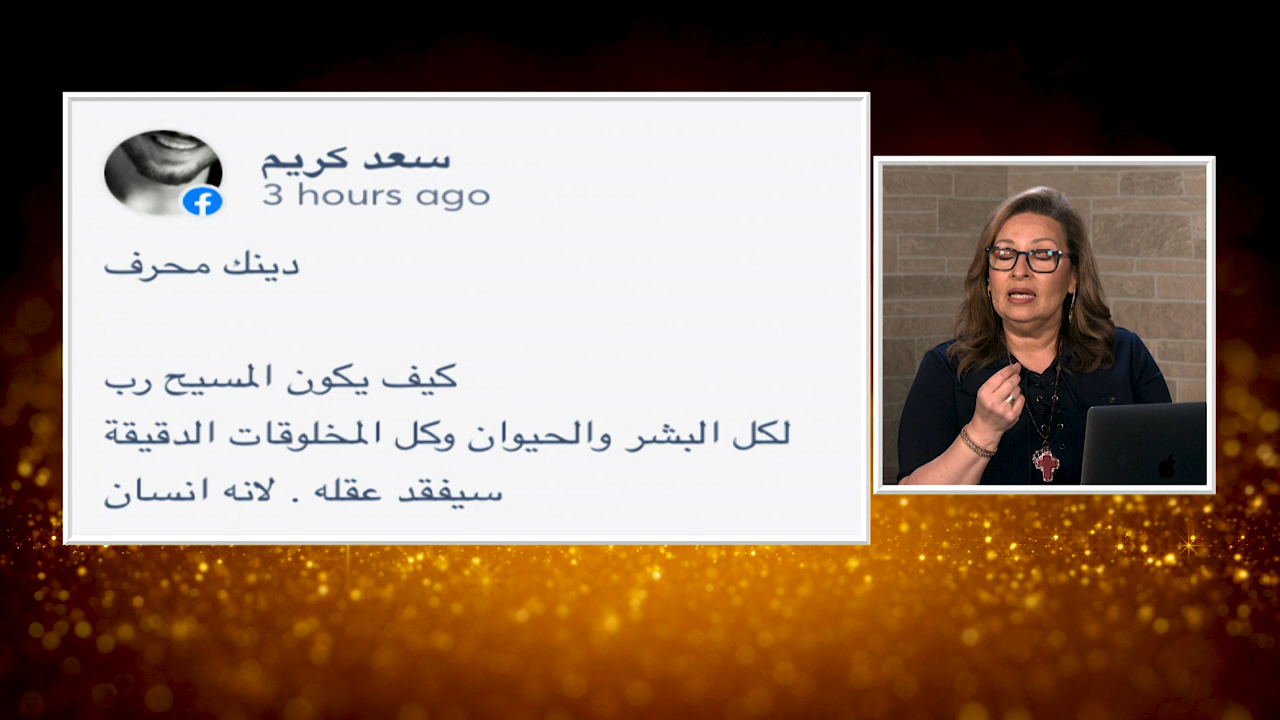 سعد كريم
3 hours ago
دينك محرف
كيف يكون المسيح رب
لكل البشر والحيوان وكل المخلوقات الدقيقة
سيفقد عقله . لانه انسان